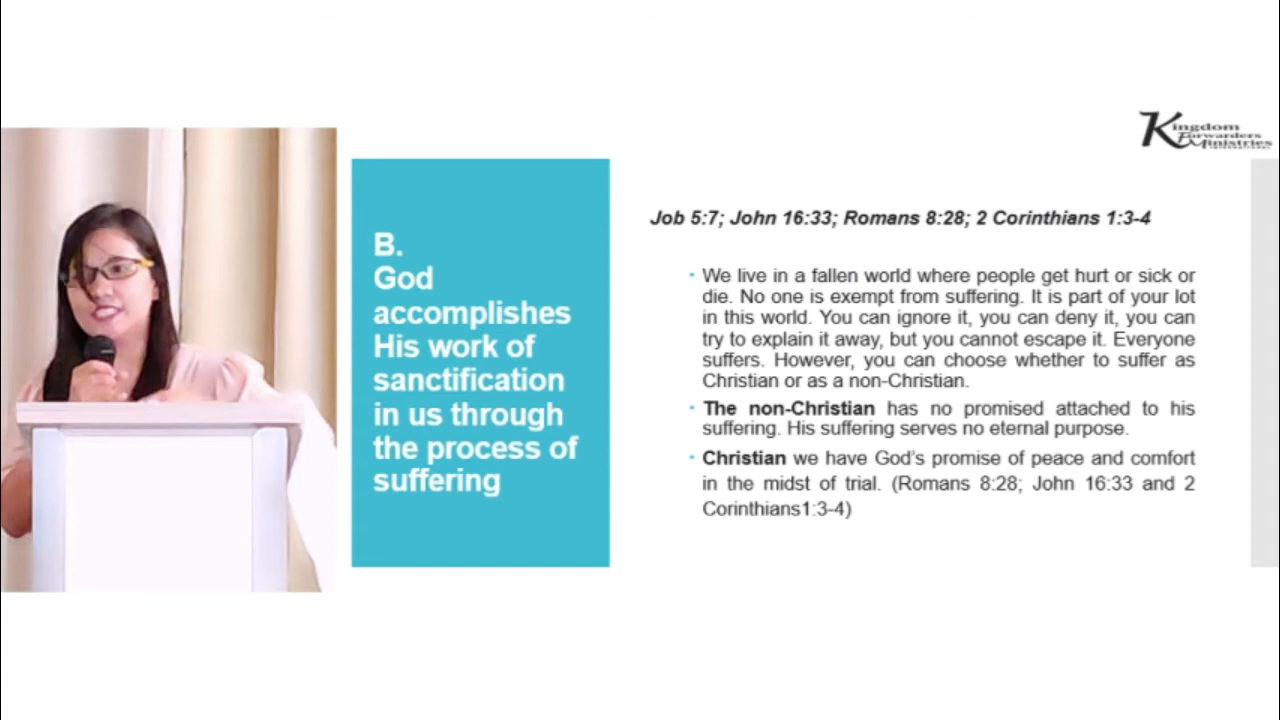 Kingdom
Forwarders
Ministries
INTERNATIONAL
B.
God
accomplishes
His work of
sanctification
in us through
the process of
suffering
Job 5:7; John 16:33; Romans 8:28; 2 Corinthians 1:3-4
• We live in a fallen world where people get hurt or sick or
die. No one is exempt from suffering. It is part of your lot
in this world. You can ignore it, you can deny it, you can
try to explain it away, but you cannot escape it. Everyone
suffers. However, you can choose whether to suffer as
Christian or as a non-Christian.
• The non-Christian has no promised attached to his
suffering. His suffering serves no eternal purpose.
• Christian we have God's promise of peace and comfort
in the midst of trial. (Romans 8:28; John 16:33 and 2
Corinthians1:3-4)